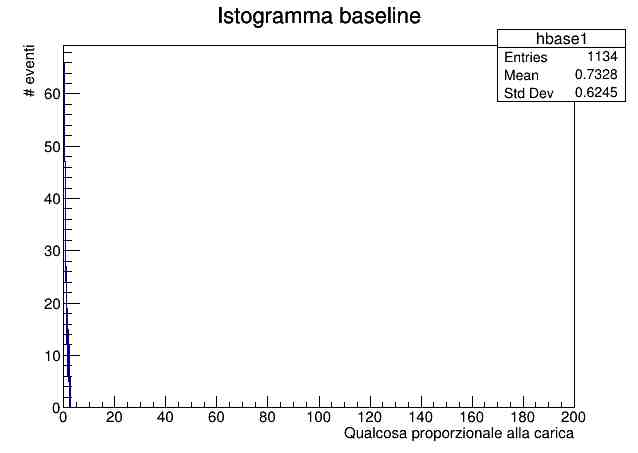 Istogramma baseline
hbase1
Entries 1134
Mean 0.7328
Std Dev 0.6245
# eventi
60
50
40
30
20
10
0
0 20 40 60 80 100 120 140 160 180 200
Qualcosa proporzionale alla carica